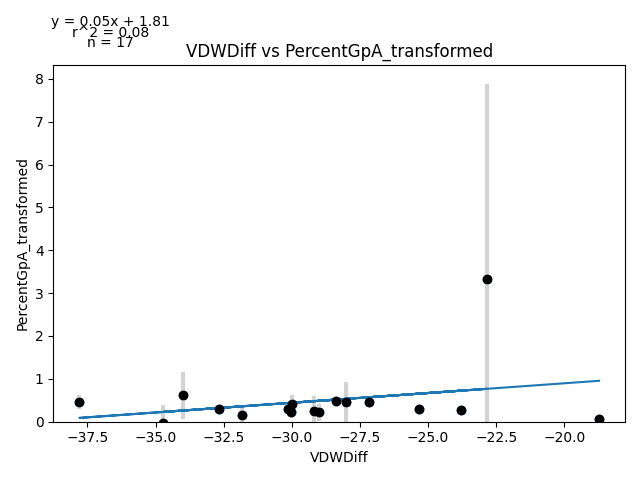 y = 0.05x + 1.81
r^2 = 0.08
n = 17
VDWDiff vs PercentGpA_transformed
PercentGpA_transformed
8
7
6
5
4
3
2
1
0
−37.5 −35.0 −32.5 −30.0 −27.5 −25.0 −22.5 −20.0
VDWDiff